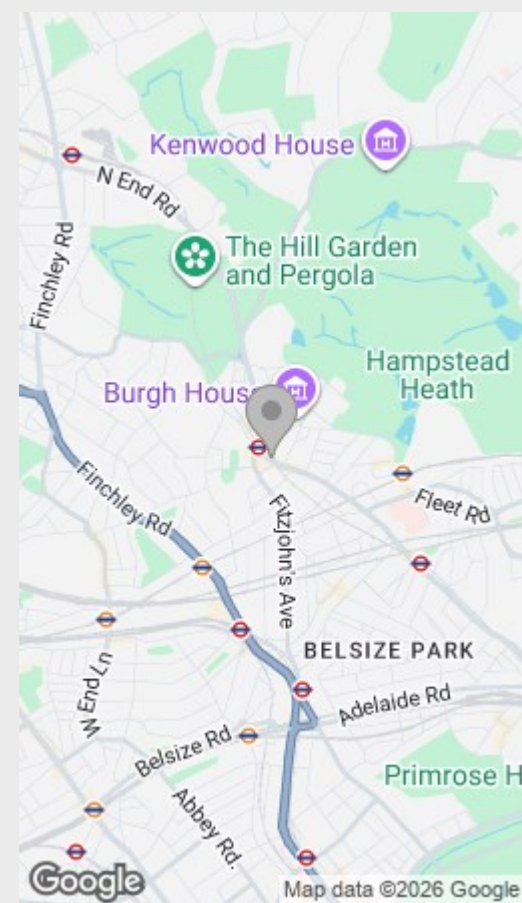 Kenwood House
N End Rd
Finchley Rd
The Hill Garden
and Pergola
Hampstead
Heath
Burgh House
Finchley Rd
Fitzjohn's Ave
Fleet Rd
BELSIZE PARK
W End Ln
Adelaide Rd
Belsize Rd
Primrose H
Abbey Rd.
Google
Map data ©2026 Google